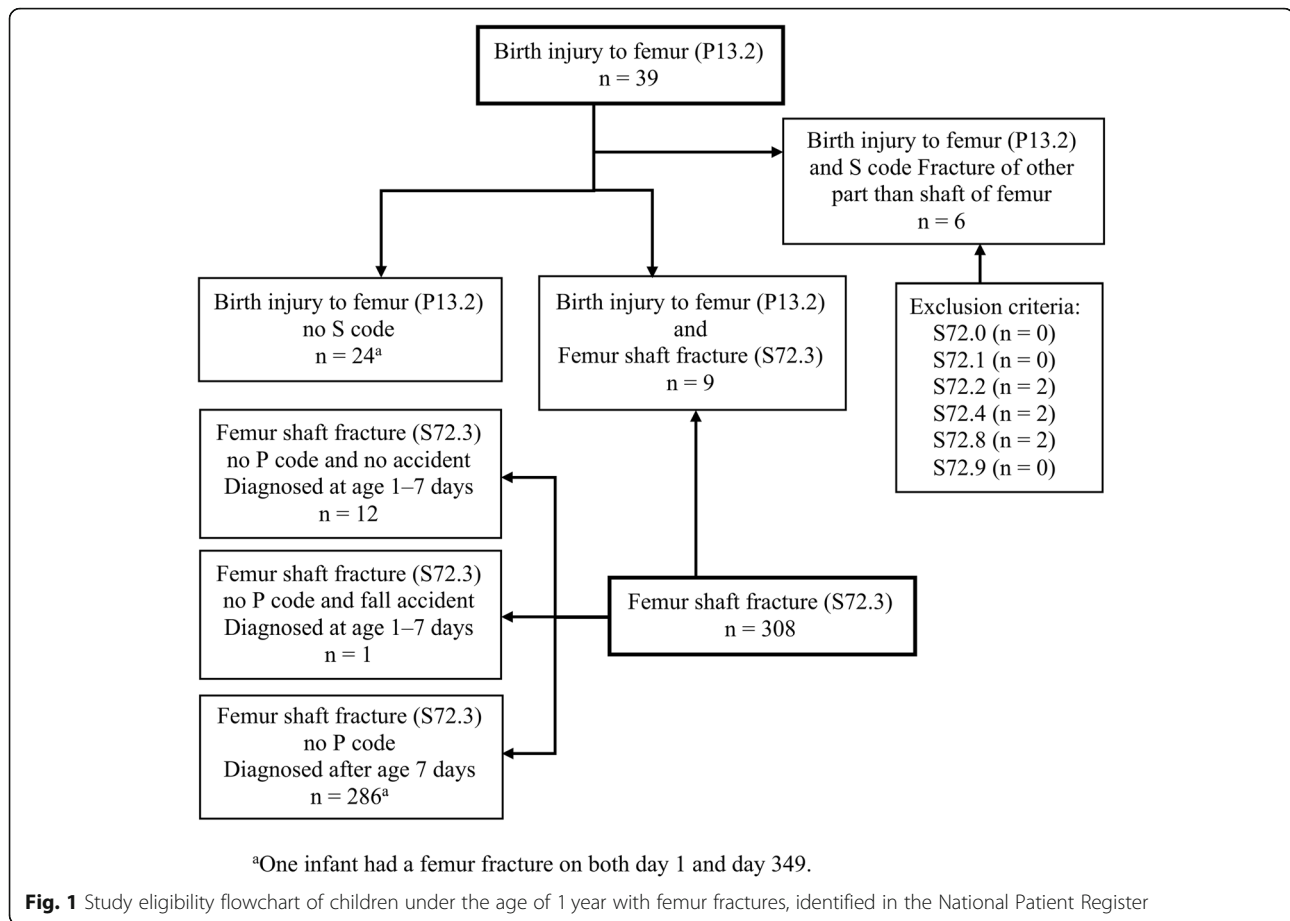 Birth injury to femur (P13.2)
n = 39
Birth injury to femur (P13.2)
and S code Fracture of other
part than shaft of femur
n = 6
Birth injury to femur (P13.2)
no S code
n = 24ᵃ
Birth injury to femur (P13.2)
and
Femur shaft fracture (S72.3)
n = 9
Exclusion criteria:
S72.0 (n = 0)
S72.1 (n = 0)
S72.2 (n = 2)
S72.4 (n = 2)
S72.8 (n = 2)
S72.9 (n = 0)
Femur shaft fracture (S72.3)
no P code and no accident
Diagnosed at age 1–7 days
n = 12
Femur shaft fracture (S72.3)
no P code and fall accident
Diagnosed at age 1–7 days
n = 1
Femur shaft fracture (S72.3)
n = 308
Femur shaft fracture (S72.3)
no P code
Diagnosed after age 7 days
n = 286ᵃ
ᵃOne infant had a femur fracture on both day 1 and day 349.
Fig. 1 Study eligibility flowchart of children under the age of 1 year with femur fractures, identified in the National Patient Register